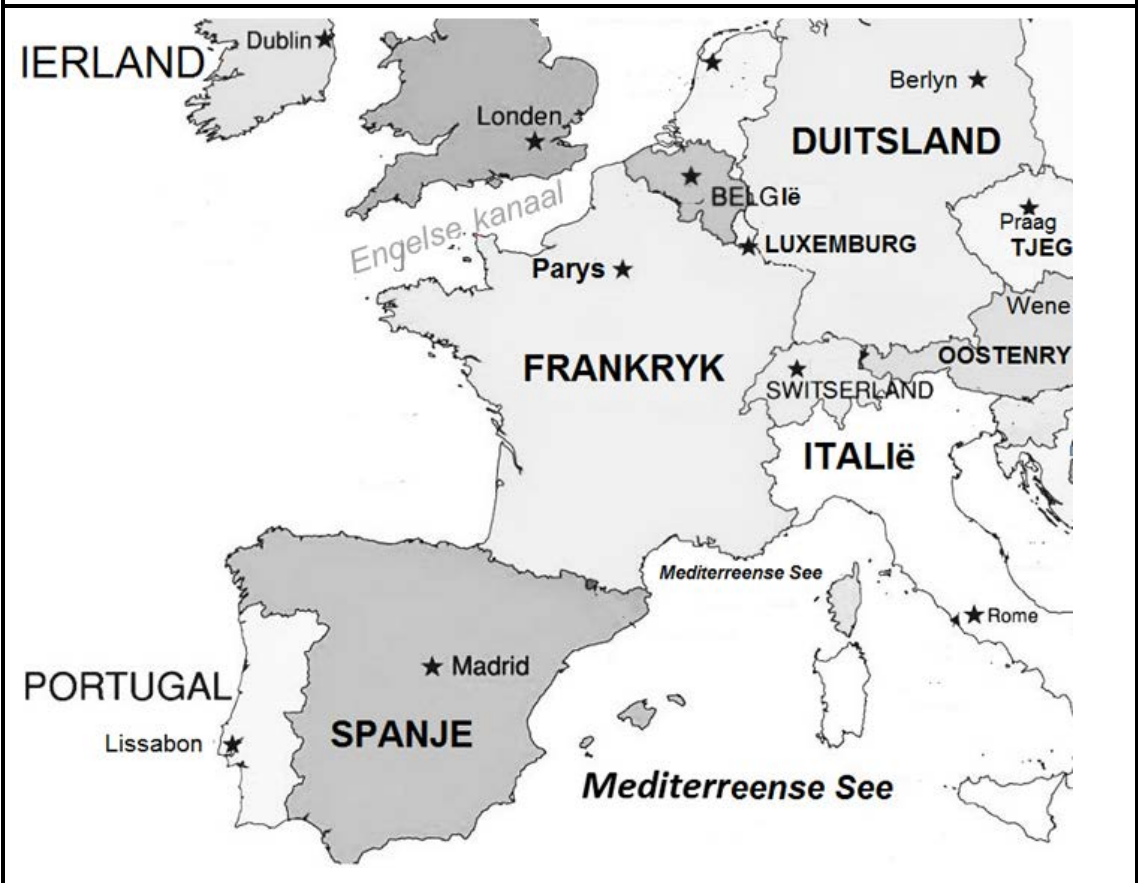 Dublin
IERLAND
Londen
Berlyn
DUITSLAND
BELGIë
Engelse kanaal
Praag
TJEG
LUXEMBURG
Parys
Wene
OOSTENRY
FRANKRYK
SWITSERLAND
ITALIë
Mediterreense See
Rome
Madrid
PORTUGAL
SPANJE
Lissabon
Mediterreense See